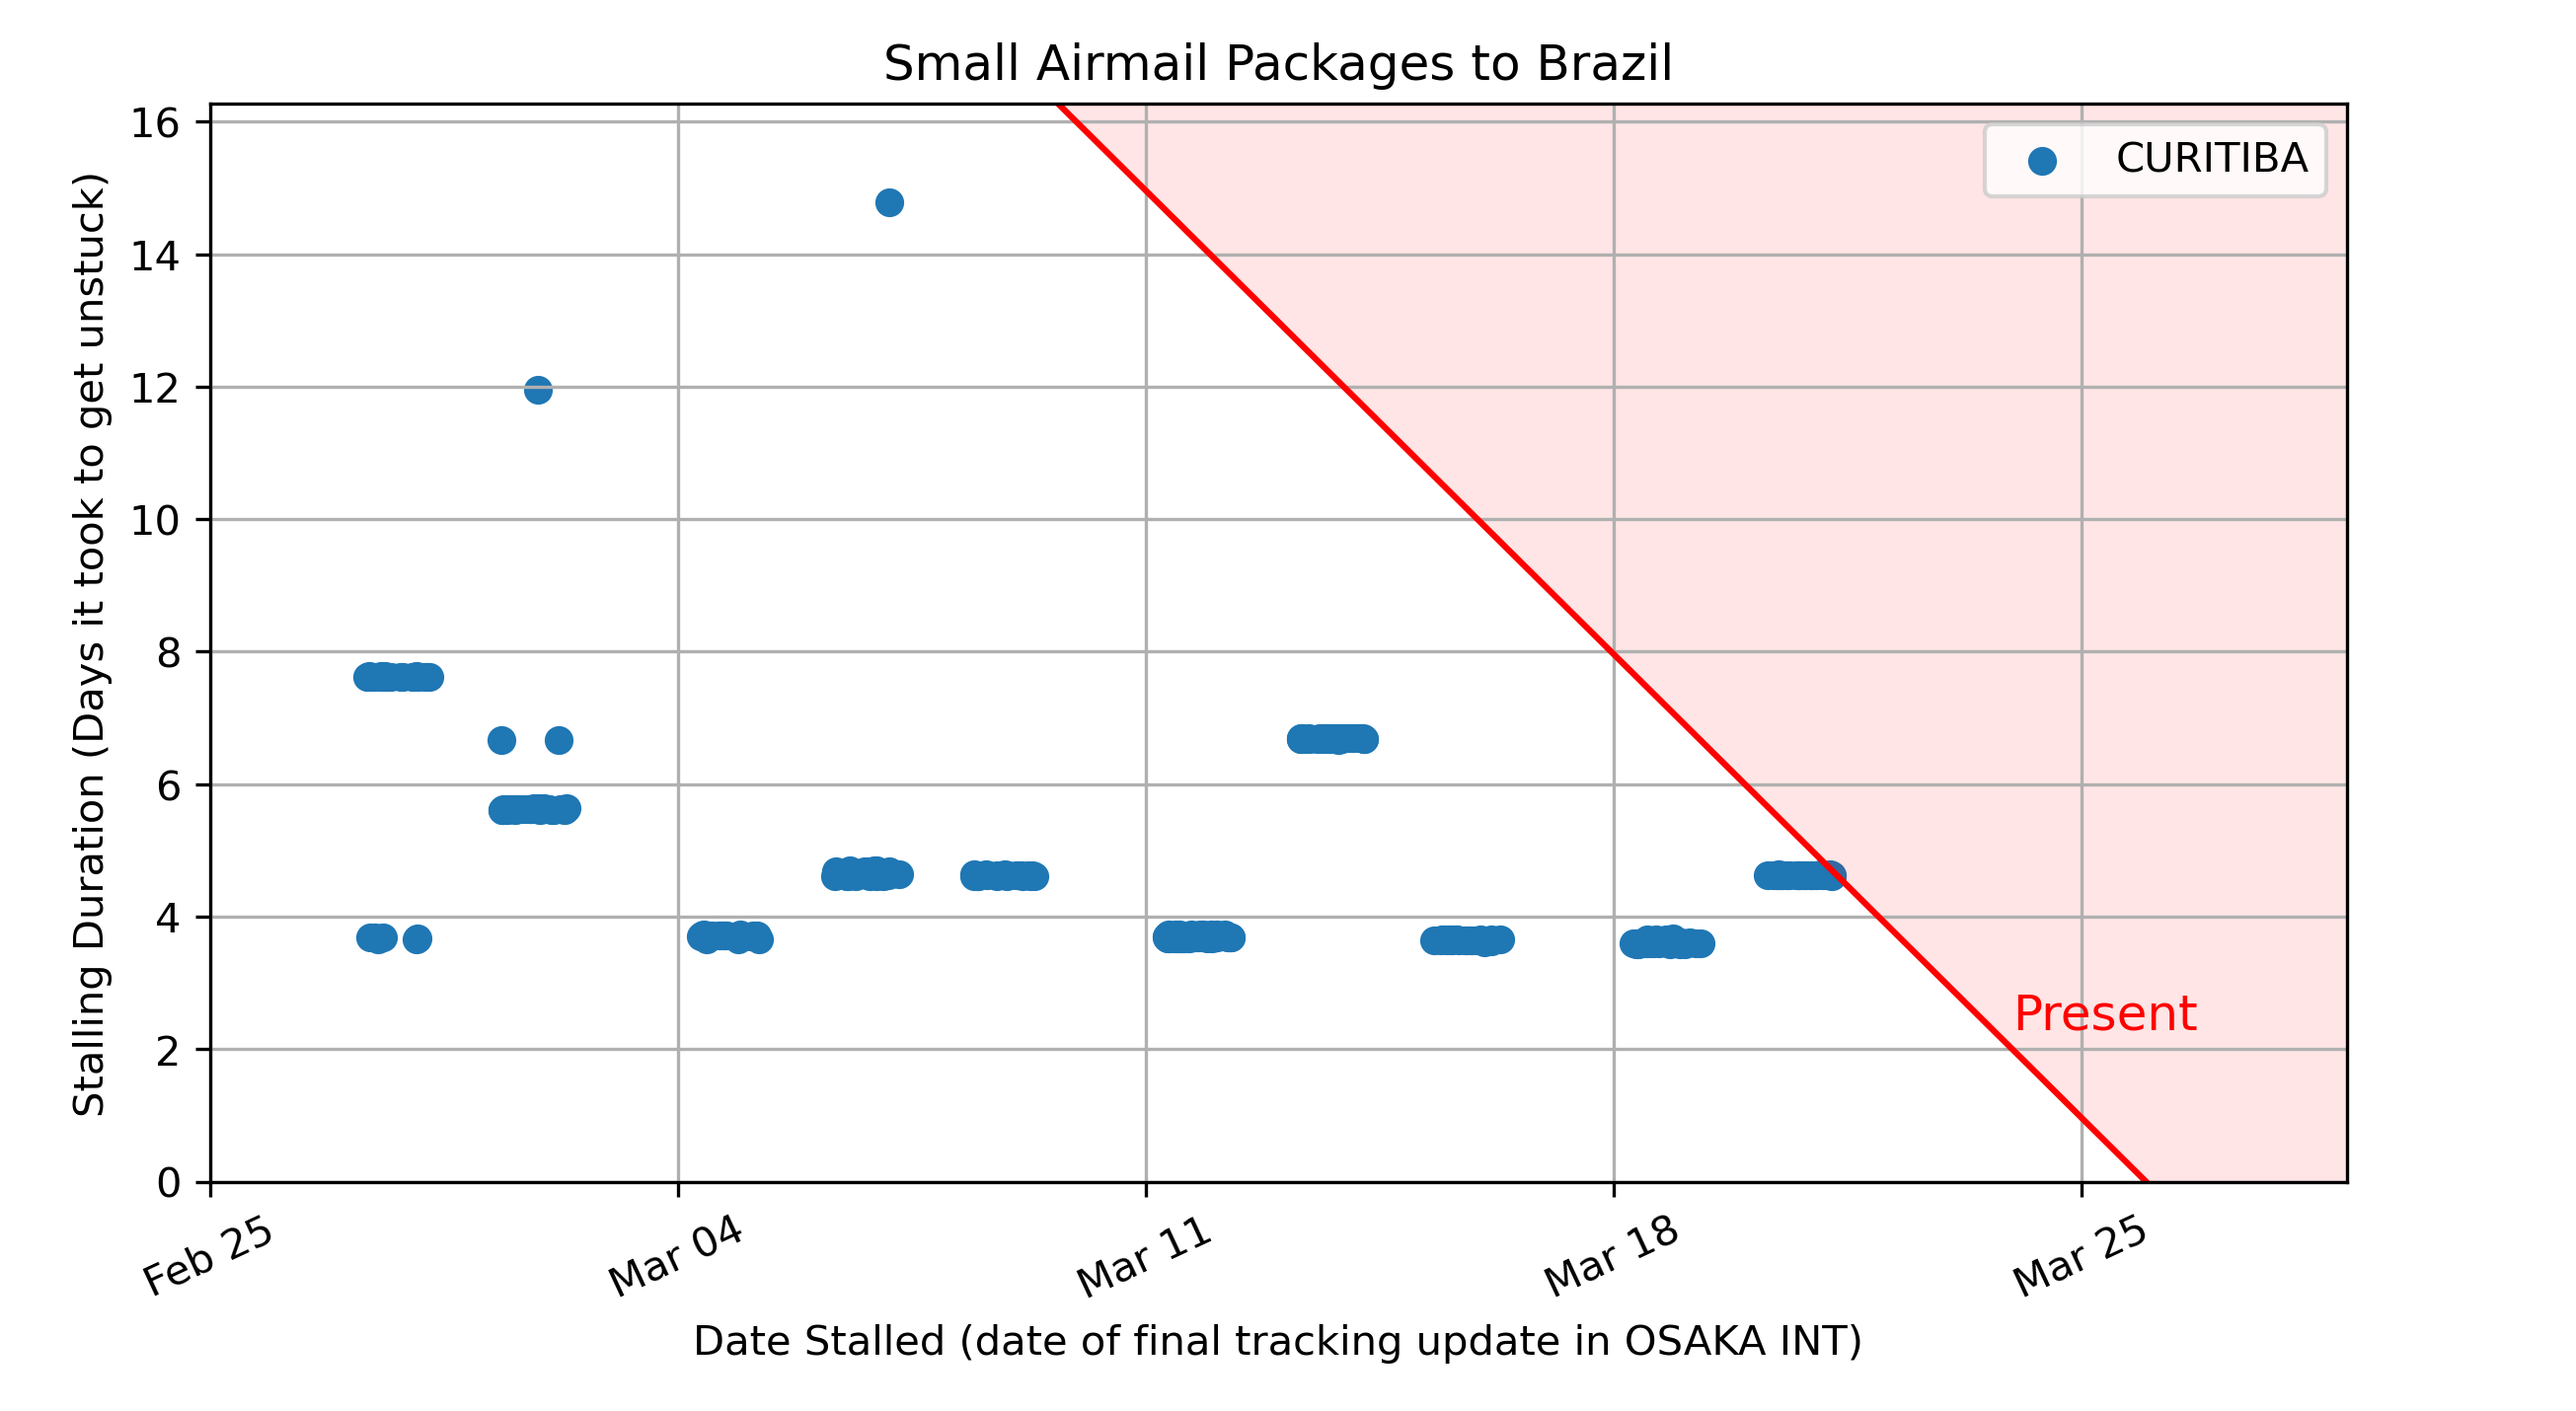 Small Airmail Packages to Brazil
Stalling Duration (Days it took to get unstuck)
16
14
12
10
8
6
4
2
0
CURITIBA
Present
Feb 25
Mar 04
Mar 11
Mar 18
Mar 25
Date Stalled (date of final tracking update in OSAKA INT)